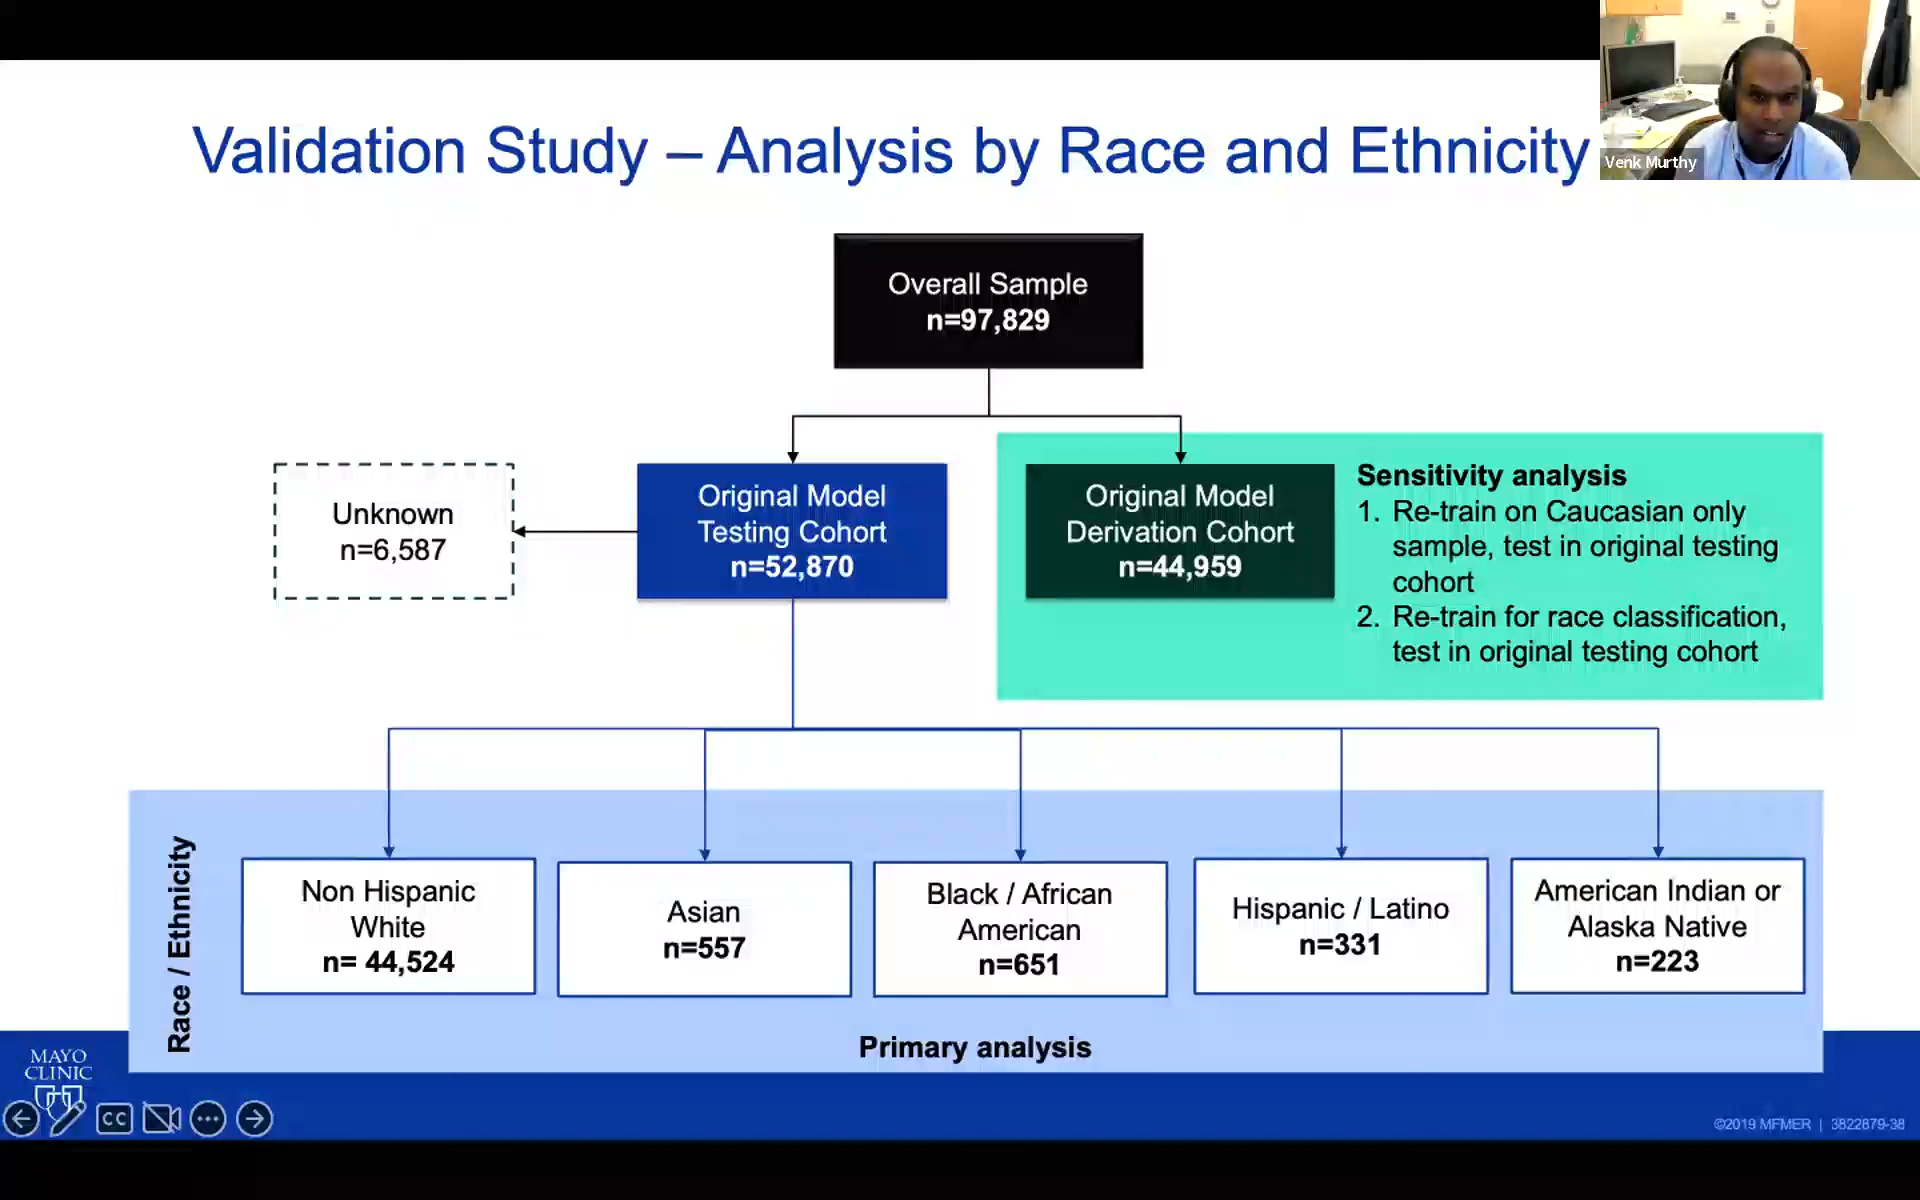 Validation Study – Analysis by Race and Ethnicity
Venk Murthy
Overall Sample
n=97,829
Unknown
n=6,587
Original Model
Testing Cohort
n=52,870
Original Model
Derivation Cohort
n=44,959
Sensitivity analysis
1. Re-train on Caucasian only
sample, test in original testing
cohort
2. Re-train for race classification,
test in original testing cohort
Race / Ethnicity
Non Hispanic
White
n= 44,524
Asian
n=557
Black / African
American
n=651
Hispanic / Latino
n=331
American Indian or
Alaska Native
n=223
Primary analysis
MAYO
CLINIC
CC
©2019 MFMER | 3822879-38